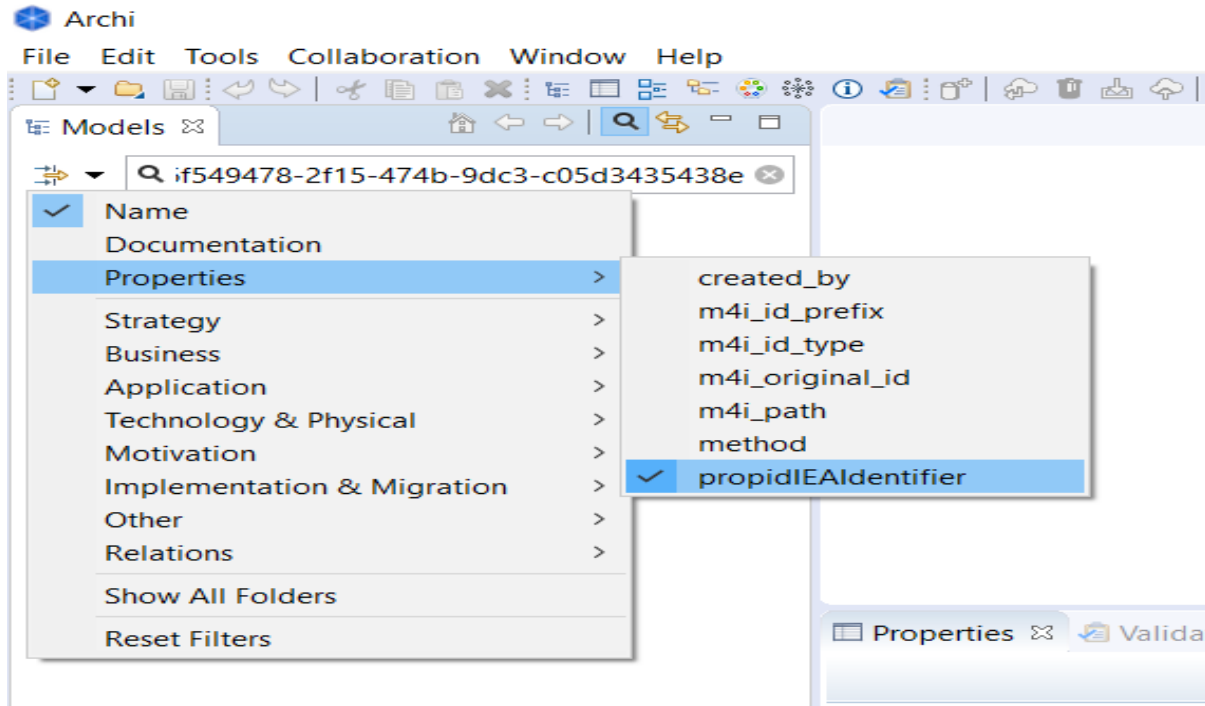 Archi
File Edit Tools Collaboration Window Help
Models
f549478-2f15-474b-9dc3-c05d3435438e
Name
Documentation
Properties >
created_by
m4i_id_prefix
m4i_id_type
m4i_original_id
m4i_path
method
propidIEAIdentifier
Strategy >
Business >
Application >
Technology & Physical >
Motivation >
Implementation & Migration >
Other >
Relations >
Show All Folders
Reset Filters
Properties
Valida